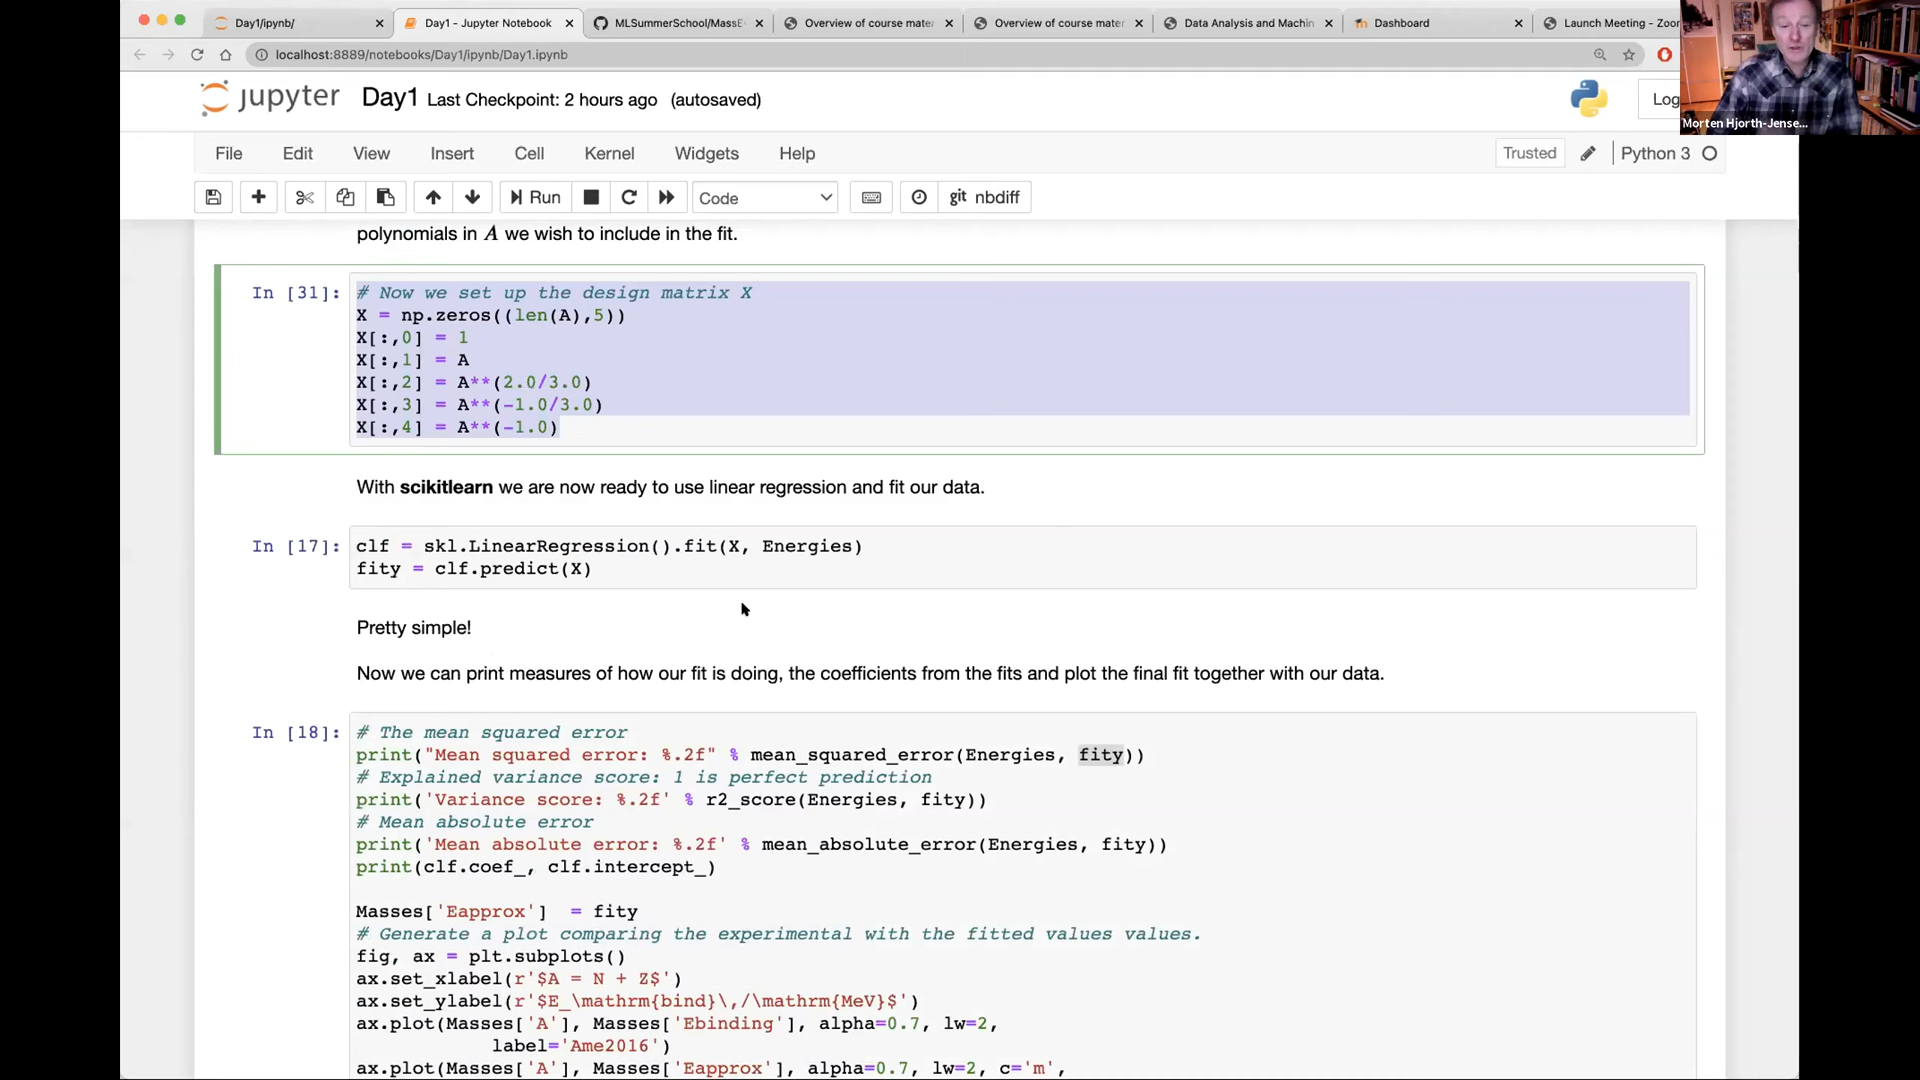 Day1/ipynb/
Day1 - Jupyter Notebook
MLSummerSchool/MassE
Overview of course mater
Overview of course mater
Data Analysis and Machin
Dashboard
Launch Meeting - Zoom
localhost:8889/notebooks/Day1/ipynb/Day1.ipynb
jupyter Day1 Last Checkpoint: 2 hours ago (autosaved)
Log
Morten Hjorth-Jense...
File Edit View Insert Cell Kernel Widgets Help
Trusted Python 3
Run Code git nbdiff
polynomials in A we wish to include in the fit.
In [31]: # Now we set up the design matrix X
X = np.zeros((len(A),5))
X[:,0] = 1
X[:,1] = A
X[:,2] = A**(2.0/3.0)
X[:,3] = A**(-1.0/3.0)
X[:,4] = A**(-1.0)
With scikitlearn we are now ready to use linear regression and fit our data.
In [17]: clf = skl.LinearRegression().fit(X, Energies)
fity = clf.predict(X)
Pretty simple!
Now we can print measures of how our fit is doing, the coefficients from the fits and plot the final fit together with our data.
In [18]: # The mean squared error
print("Mean squared error: %.2f" % mean_squared_error(Energies, fity))
# Explained variance score: 1 is perfect prediction
print('Variance score: %.2f' % r2_score(Energies, fity))
# Mean absolute error
print('Mean absolute error: %.2f' % mean_absolute_error(Energies, fity))
print(clf.coef_, clf.intercept_)
Masses['Eapprox'] = fity
# Generate a plot comparing the experimental with the fitted values values.
fig, ax = plt.subplots()
ax.set_xlabel(r'$A = N + Z$')
ax.set_ylabel(r'$E_\mathrm{bind}\,/\mathrm{MeV}$')
ax.plot(Masses['A'], Masses['Ebinding'], alpha=0.7, lw=2,
label='Ame2016')
ax.plot(Masses['A'], Masses['Eapprox'], alpha=0.7, lw=2, c='m',